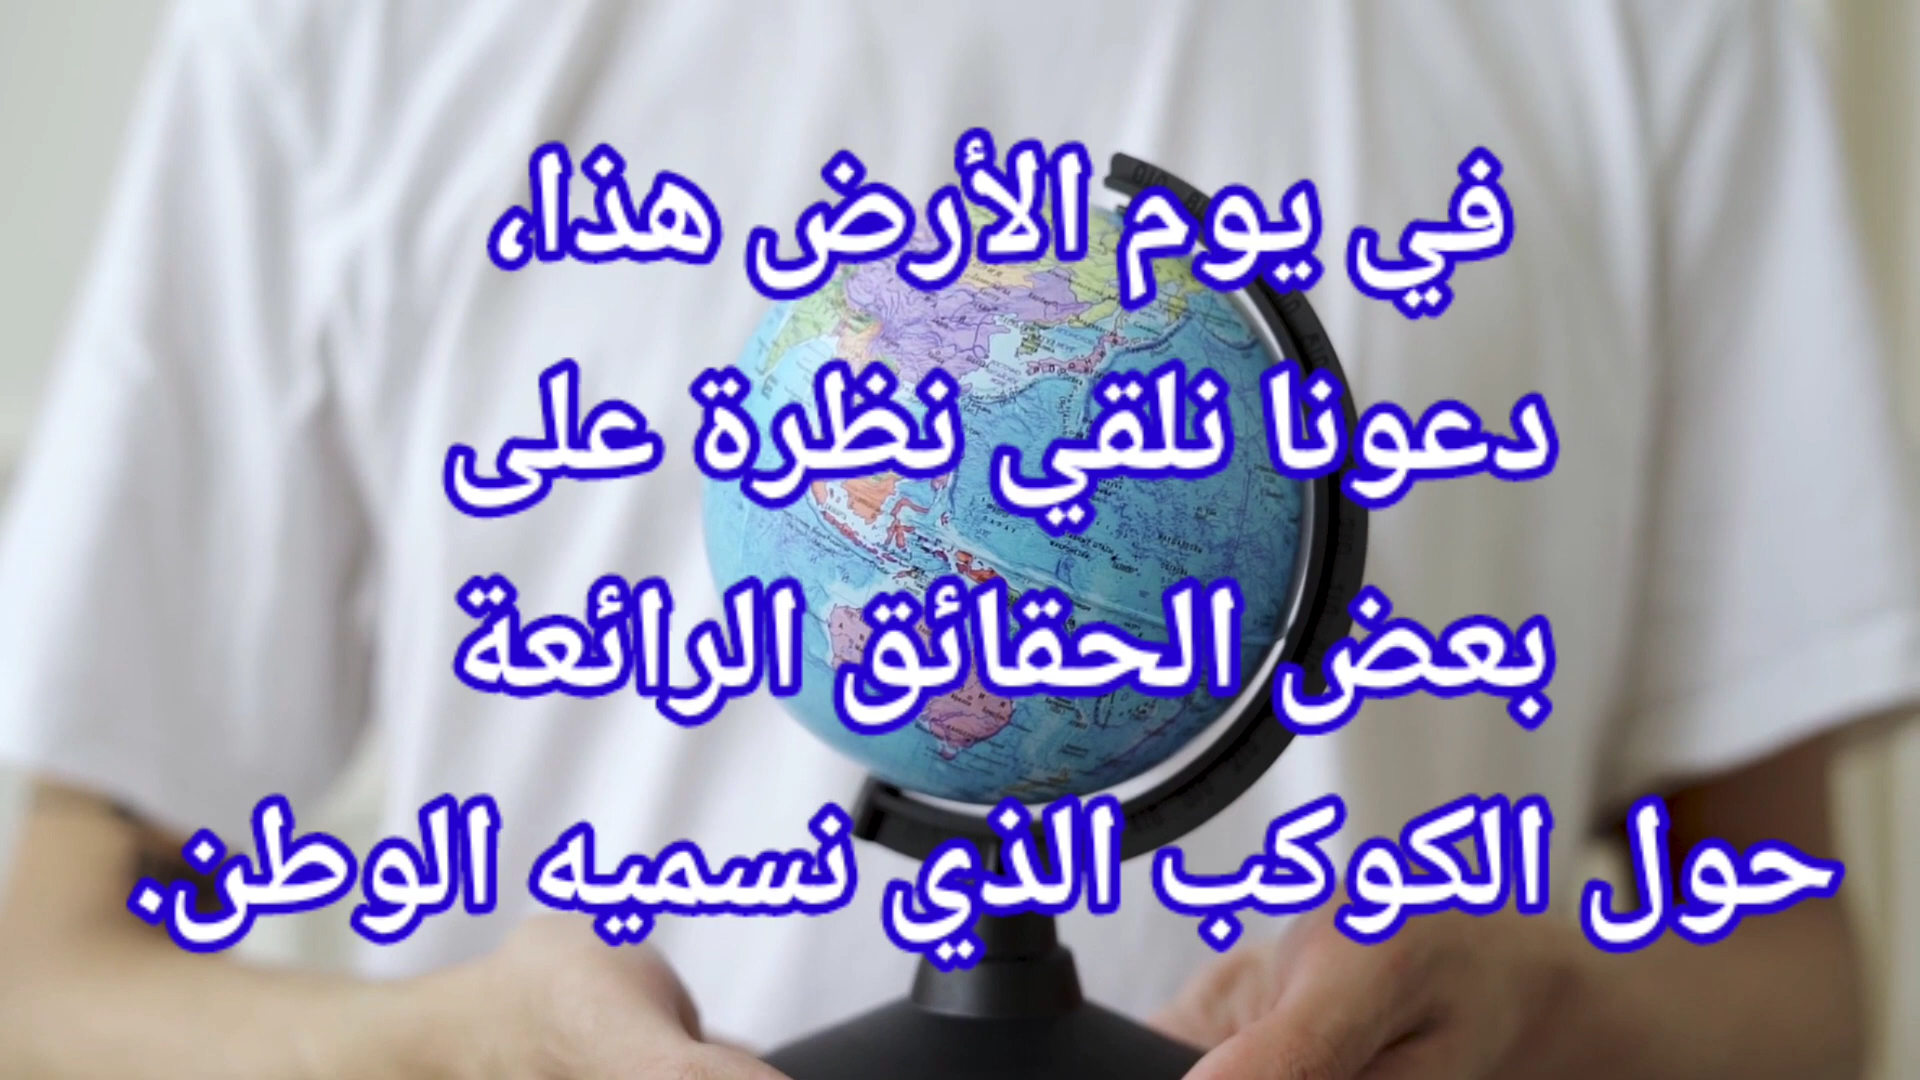 في يوم الأرض هذا،
دعونا نلقي نظرة على
بعض الحقائق الرائعة
حول الكوكب الذي نسميه الوطن.